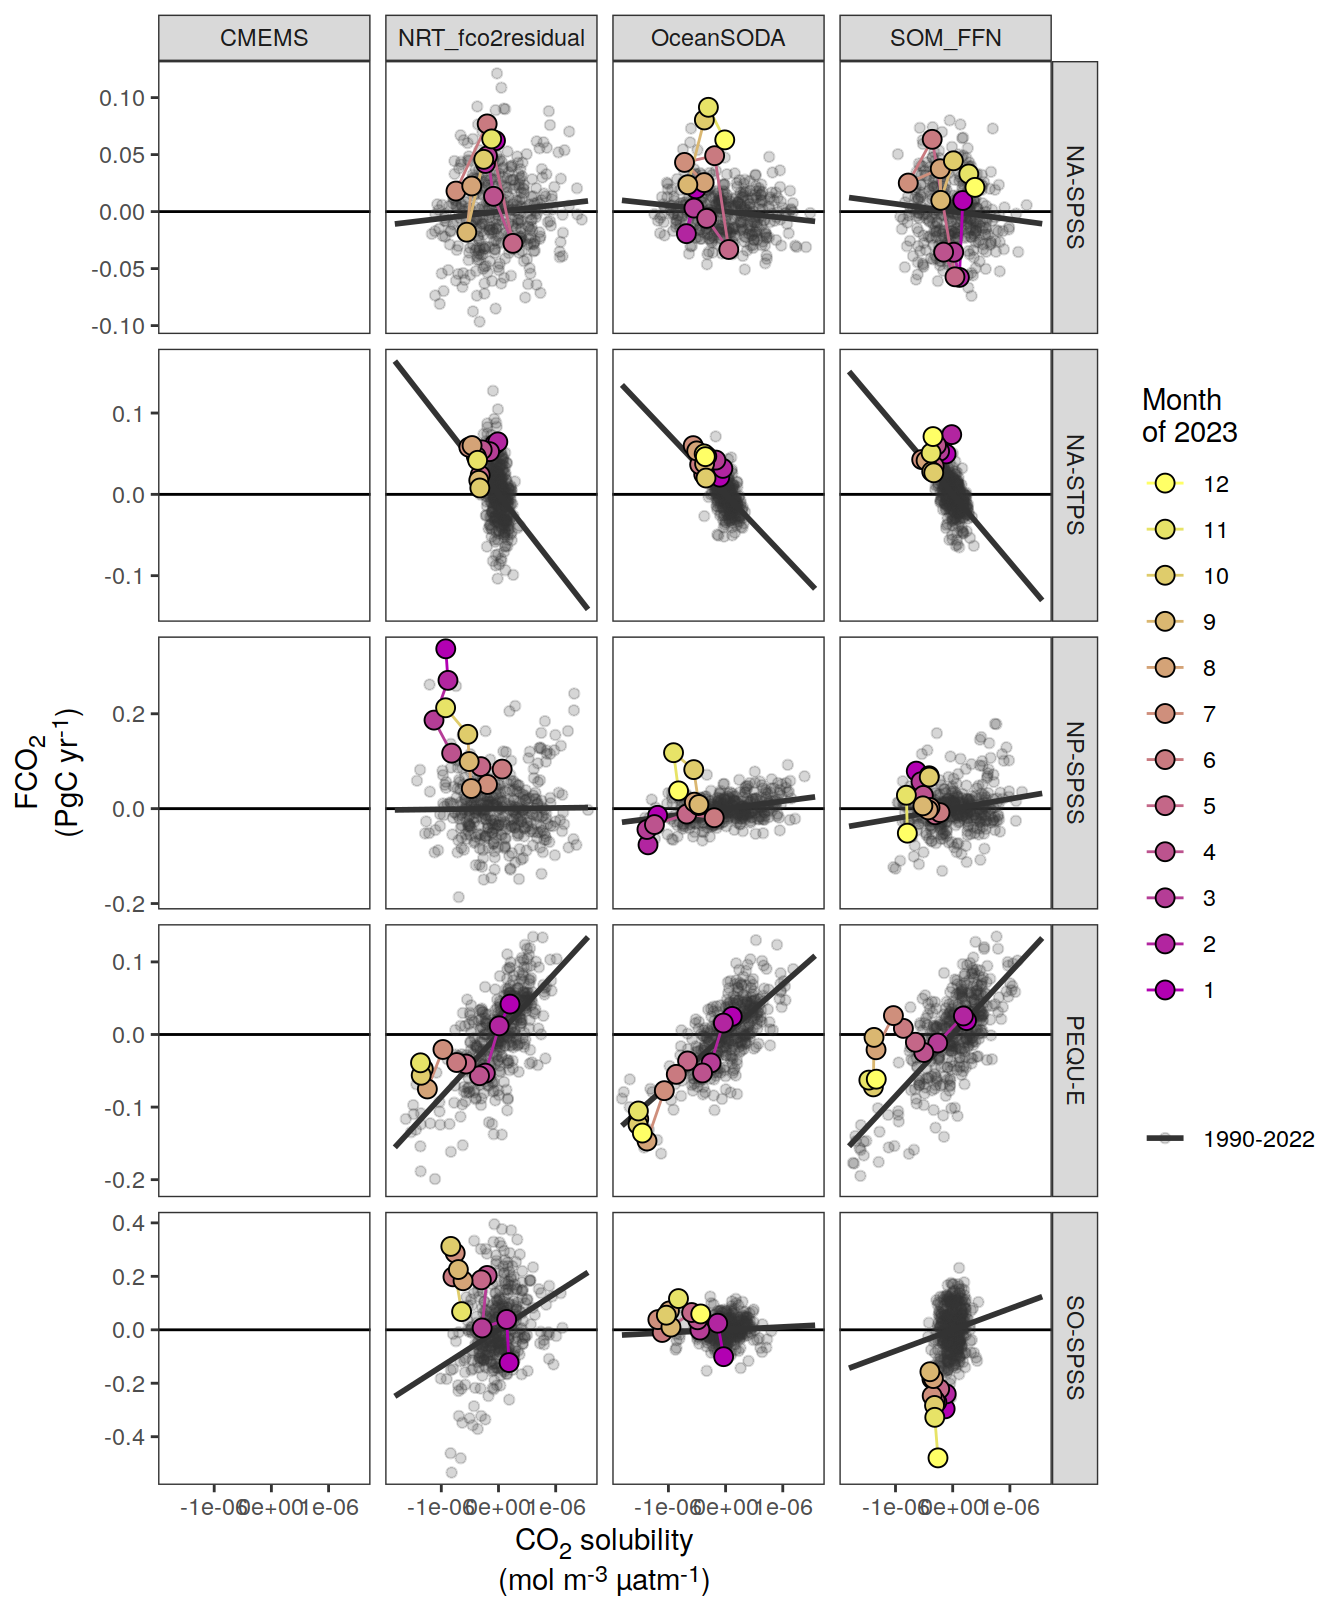 CMEMS NRT_fco2residual OceanSODA SOM_FFN
0.10
0.05
0.00
-0.05
-0.10
NA-SPSS
0.1
0.0
-0.1
NA-STPS
0.2
0.0
-0.2
NP-SPSS
0.1
0.0
-0.1
-0.2
PEQU-E
0.4
0.2
0.0
-0.2
-0.4
SO-SPSS
FCO2
(PgC yr-1)
-1e-06 0e+00 1e-06 -1e-06 0e+00 1e-06 -1e-06 0e+00 1e-06 -1e-06 0e+00 1e-06
CO2 solubility
(mol m-3 µatm-1)
Month
of 2023
12
11
10
9
8
7
6
5
4
3
2
1
1990-2022